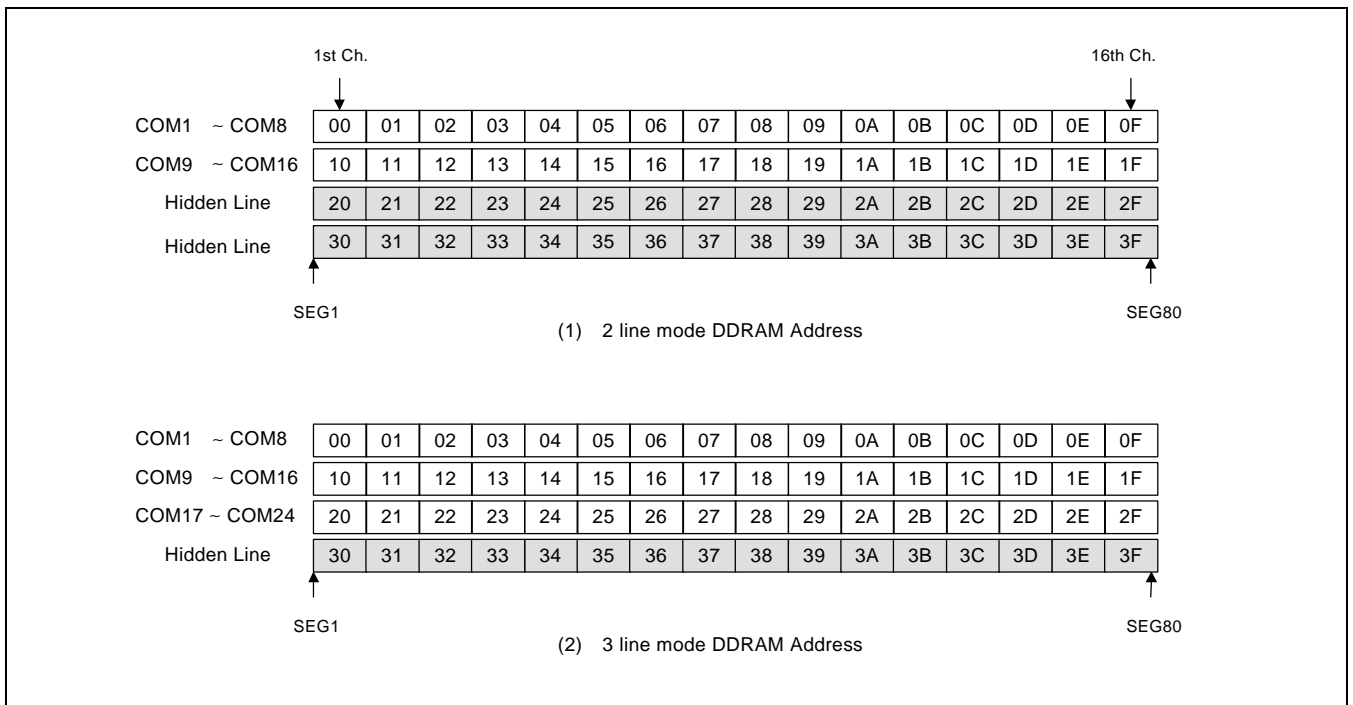 1st Ch. 16th Ch.
COM1 ~ COM8 00 01 02 03 04 05 06 07 08 09 0A 0B 0C 0D 0E 0F
COM9 ~ COM16 10 11 12 13 14 15 16 17 18 19 1A 1B 1C 1D 1E 1F
Hidden Line 20 21 22 23 24 25 26 27 28 29 2A 2B 2C 2D 2E 2F
Hidden Line 30 31 32 33 34 35 36 37 38 39 3A 3B 3C 3D 3E 3F
SEG1 SEG80
(1) 2 line mode DDRAM Address
COM1 ~ COM8 00 01 02 03 04 05 06 07 08 09 0A 0B 0C 0D 0E 0F
COM9 ~ COM16 10 11 12 13 14 15 16 17 18 19 1A 1B 1C 1D 1E 1F
COM17 ~ COM24 20 21 22 23 24 25 26 27 28 29 2A 2B 2C 2D 2E 2F
Hidden Line 30 31 32 33 34 35 36 37 38 39 3A 3B 3C 3D 3E 3F
SEG1 SEG80
(2) 3 line mode DDRAM Address